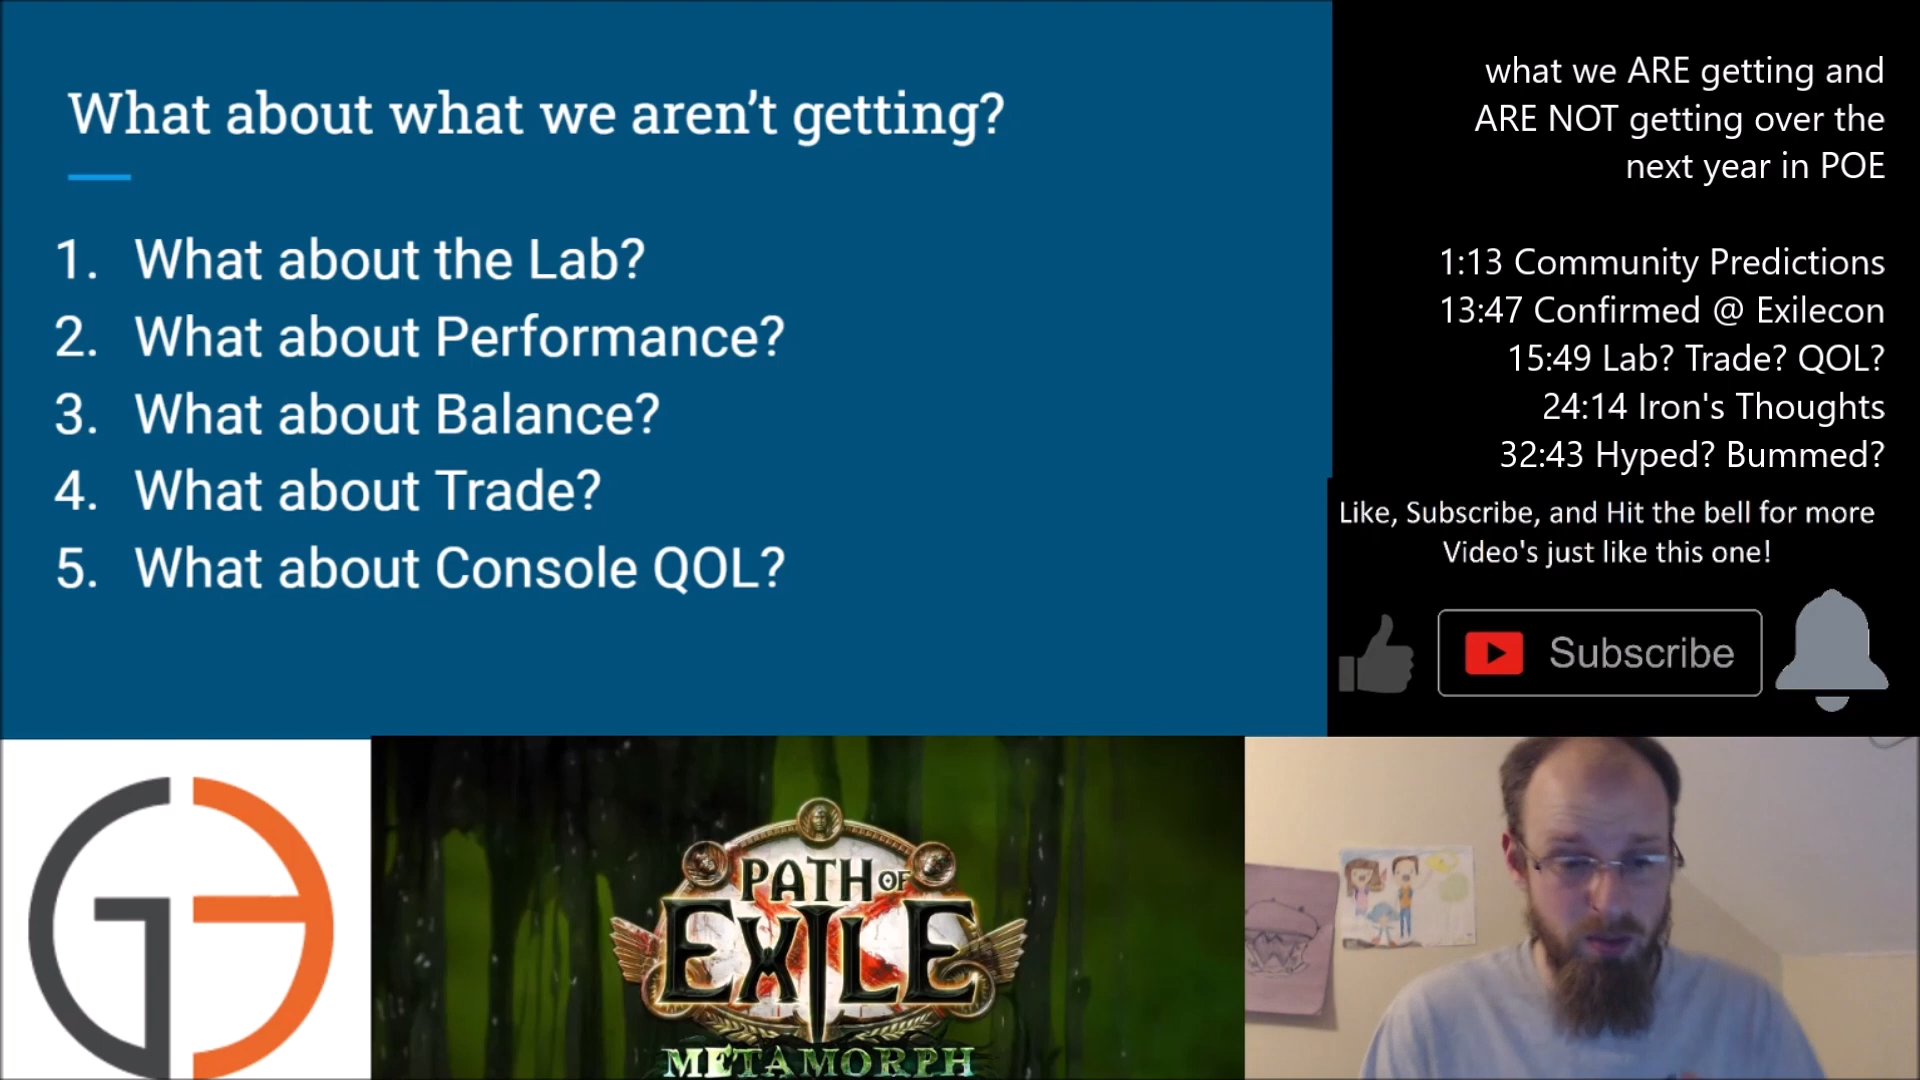 What about what we aren't getting?
1. What about the Lab?
2. What about Performance?
3. What about Balance?
4. What about Trade?
5. What about Console QOL?
what we ARE getting and
ARE NOT getting over the
next year in POE
1:13 Community Predictions
13:47 Confirmed @ Exilecon
15:49 Lab? Trade? QOL?
24:14 Iron's Thoughts
32:43 Hyped? Bummed?
Like, Subscribe, and Hit the bell for more
Video's just like this one!
Subscribe
PATH OF
EXILE
METAMORPH